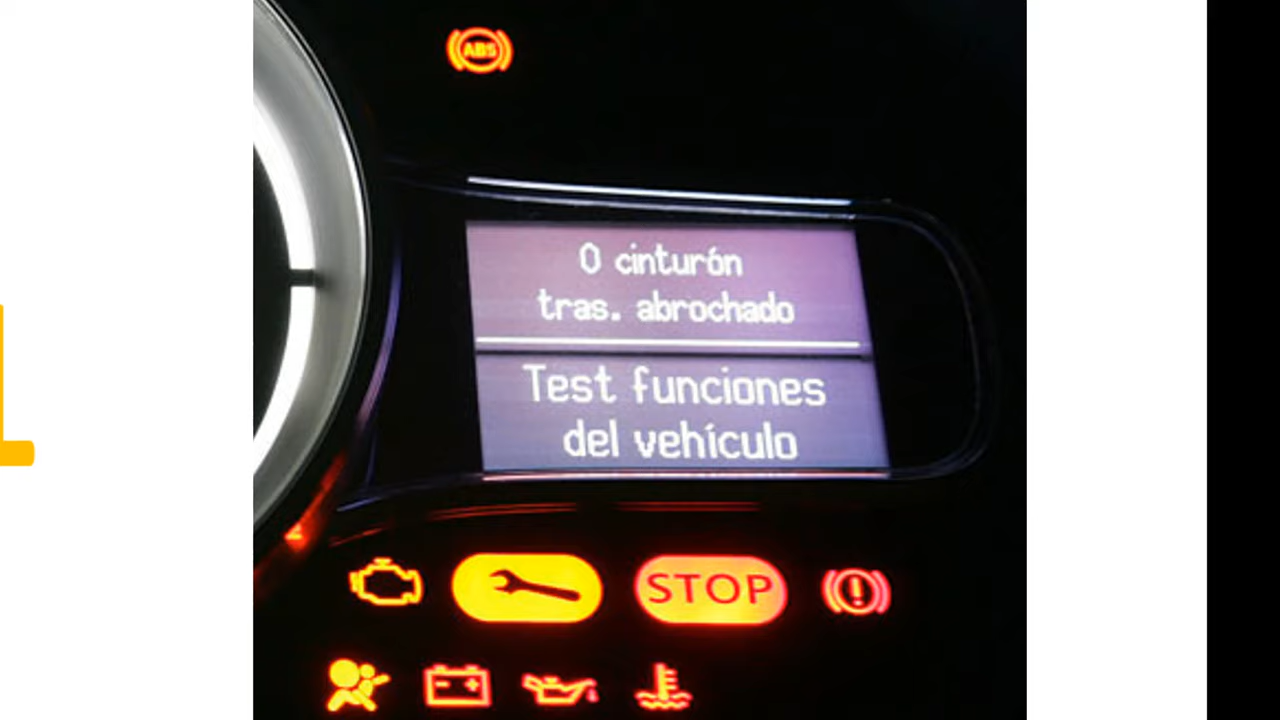 ABS
0 cinturón
tras. abrochado
Test funciones
del vehículo
STOP